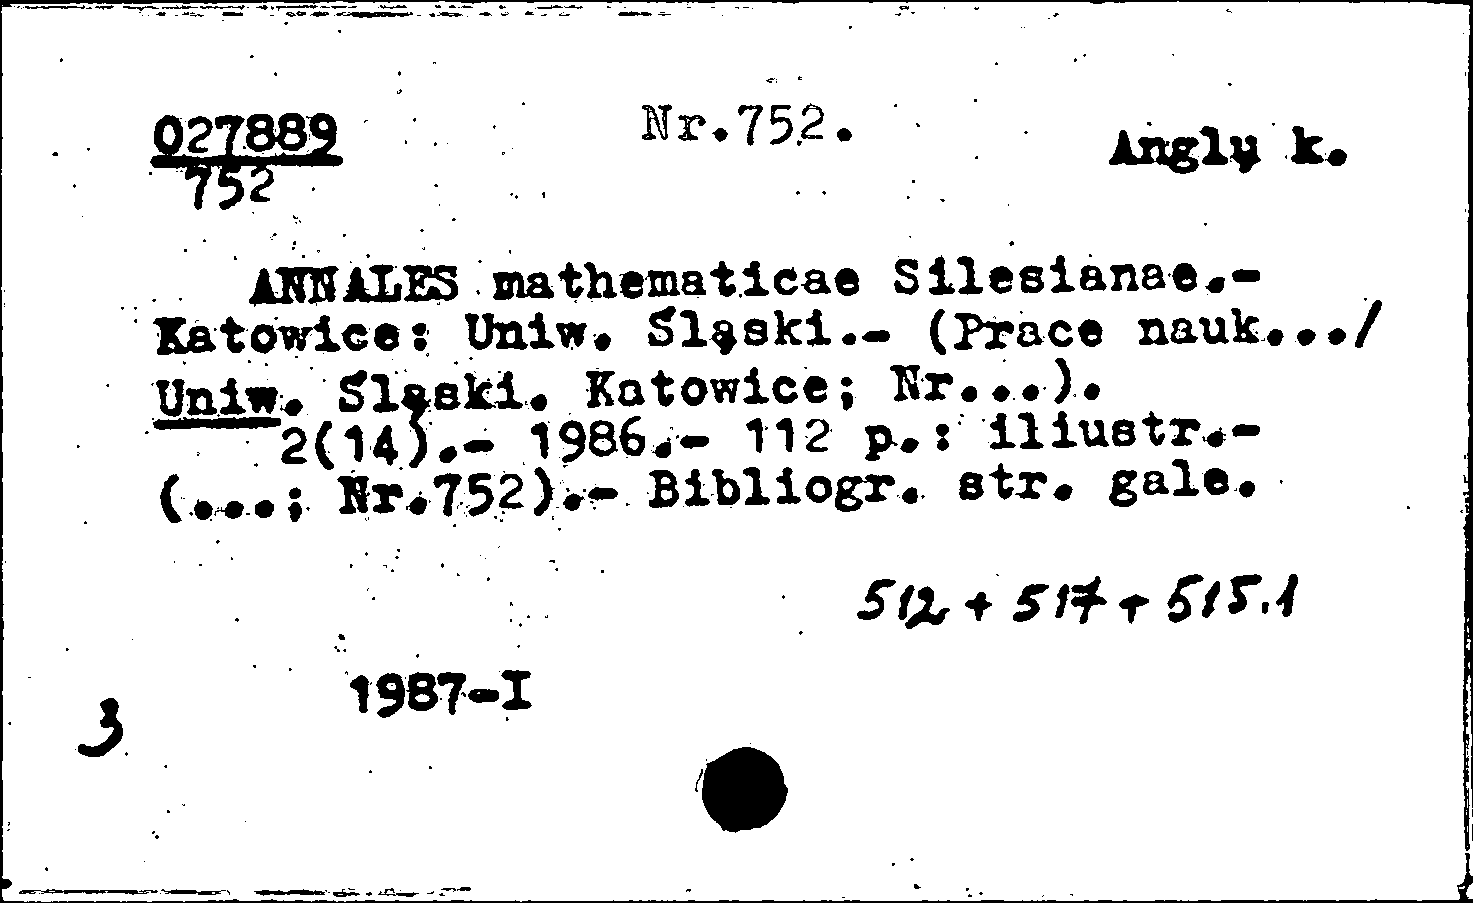 027889
752
Nr.752.
Anglų k.
ANNALES mathematicae Silesianae.-
Katowice: Uniw. Śląski.- (Prace nauk.../
Uniw. Śląski. Katowice; Nr...).
2(14).- 1986.- 112 p.: iliustr.-
(...; Nr.752).- Bibliogr. str. gale.
512 + 517 + 515.1
1987-I
3